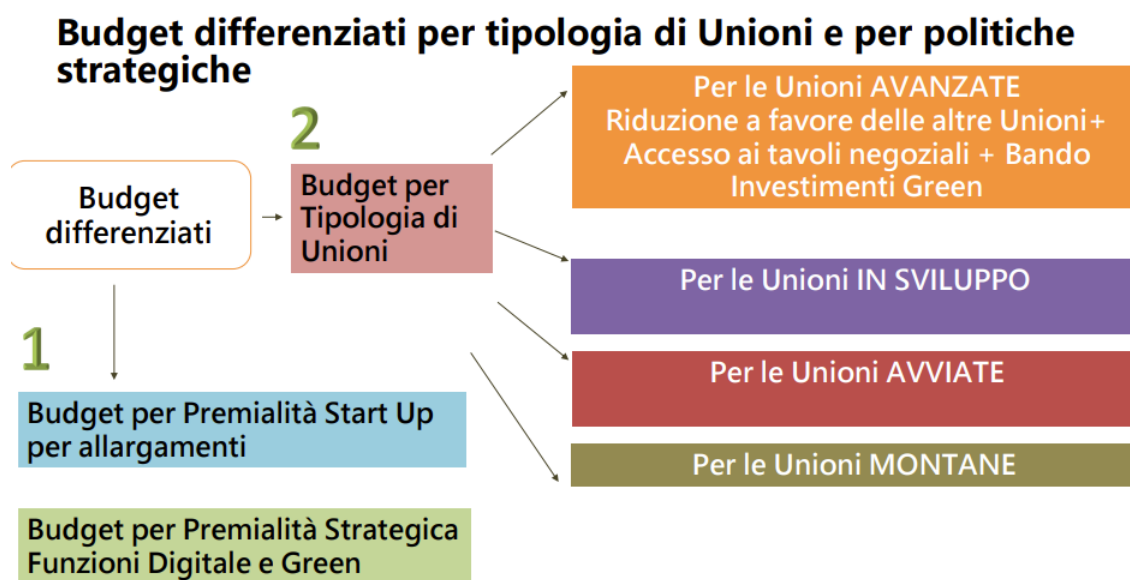 Budget differenziati per tipologia di Unioni e per politiche
strategiche
Per le Unioni AVANZATE
Riduzione a favore delle altre Unioni+
Accesso ai tavoli negoziali + Bando
Investimenti Green
2
Budget
differenziati
Budget per
Tipologia di
Unioni
Per le Unioni IN SVILUPPO
1
Per le Unioni AVVIATE
Budget per Premialità Start Up
per allargamenti
Per le Unioni MONTANE
Budget per Premialità Strategica
Funzioni Digitale e Green